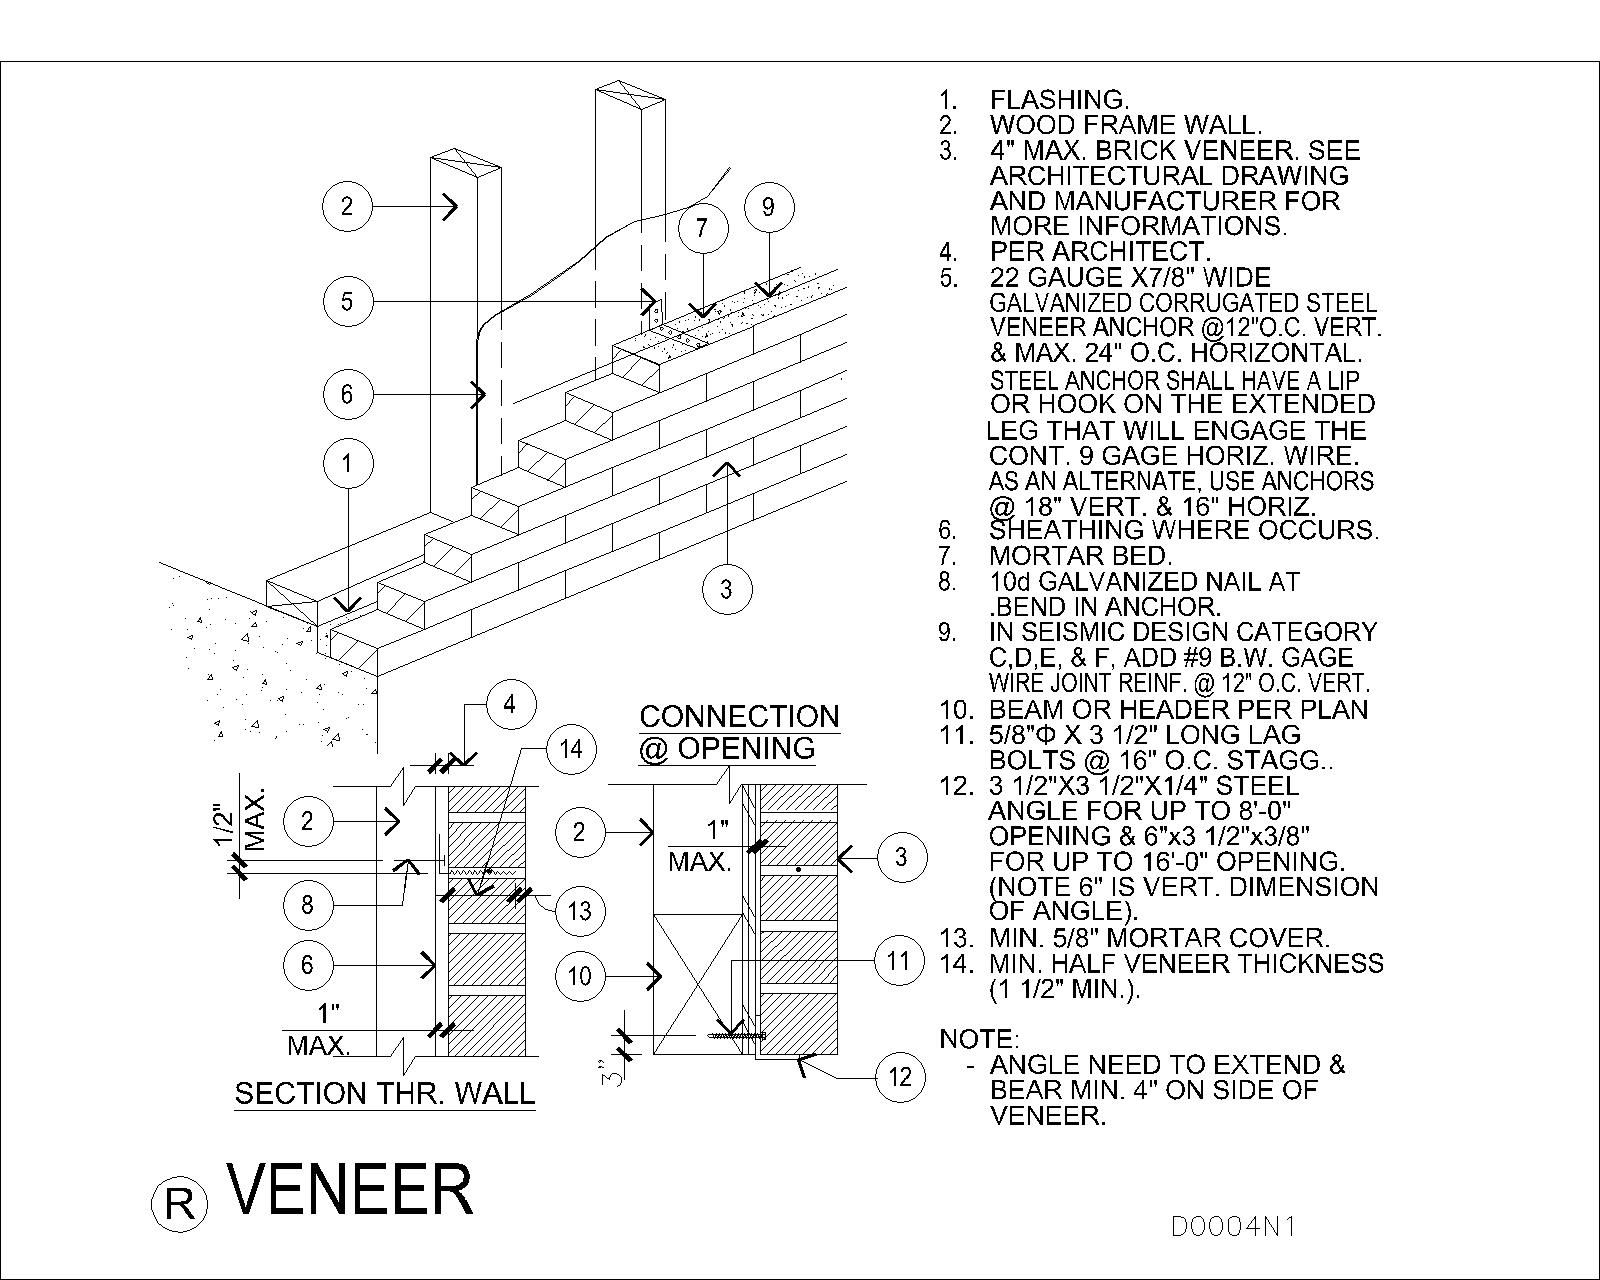 2
5
6
1
7
9
3
1. FLASHING.
2. WOOD FRAME WALL.
3. 4" MAX. BRICK VENEER. SEE
ARCHITECTURAL DRAWING
AND MANUFACTURER FOR
MORE INFORMATIONS.
4. PER ARCHITECT.
5. 22 GAUGE X7/8" WIDE
GALVANIZED CORRUGATED STEEL
VENEER ANCHOR @12"O.C. VERT.
& MAX. 24" O.C. HORIZONTAL.
STEEL ANCHOR SHALL HAVE A LIP
OR HOOK ON THE EXTENDED
LEG THAT WILL ENGAGE THE
CONT. 9 GAGE HORIZ. WIRE.
AS AN ALTERNATE, USE ANCHORS
@ 18" VERT. & 16" HORIZ.
6. SHEATHING WHERE OCCURS.
7. MORTAR BED.
8. 10d GALVANIZED NAIL AT
.BEND IN ANCHOR.
9. IN SEISMIC DESIGN CATEGORY
C,D,E, & F, ADD #9 B.W. GAGE
WIRE JOINT REINF. @ 12" O.C. VERT.
10. BEAM OR HEADER PER PLAN
11. 5/8"Φ X 3 1/2" LONG LAG
BOLTS @ 16" O.C. STAGG..
12. 3 1/2"X3 1/2"X1/4" STEEL
ANGLE FOR UP TO 8'-0"
OPENING & 6"x3 1/2"x3/8"
FOR UP TO 16'-0" OPENING.
(NOTE 6" IS VERT. DIMENSION
OF ANGLE).
13. MIN. 5/8" MORTAR COVER.
14. MIN. HALF VENEER THICKNESS
(1 1/2" MIN.).
NOTE:
- ANGLE NEED TO EXTEND &
BEAR MIN. 4" ON SIDE OF
VENEER.
4
14
1/2"
MAX.
2
8
13
6
1"
MAX.
SECTION THR. WALL
CONNECTION
@ OPENING
2
1"
MAX.
3
10
11
3"
12
R VENEER
D0004N1